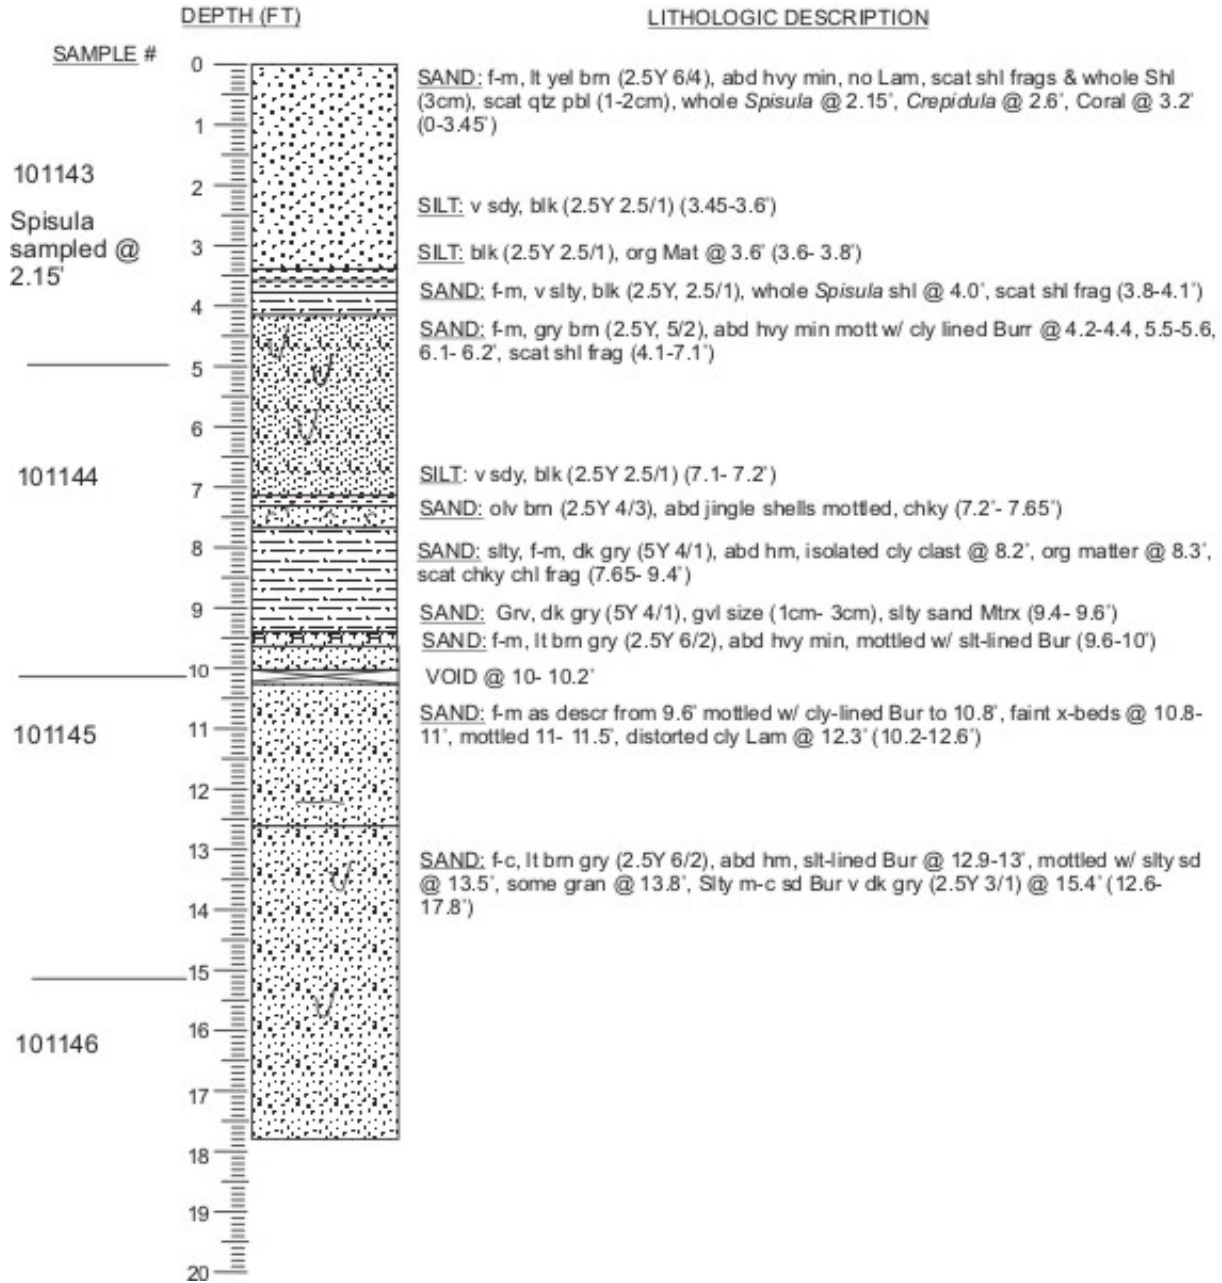 DEPTH (FT)
LITHOLOGIC DESCRIPTION
SAMPLE #
0
1
2
3
4
5
6
7
8
9
10
11
12
13
14
15
16
17
18
19
20
101143
Spisula
sampled @
2.15'
101144
101145
101146
SAND: f-m, lt yel brn (2.5Y 6/4), abd hvy min, no Lam, scat shl frags & whole Shl
(3cm), scat qtz pbl (1-2cm), whole Spisula @ 2.15', Crepidula @ 2.6', Coral @ 3.2'
(0-3.45')
SILT: v sdy, blk (2.5Y 2.5/1) (3.45-3.6')
SILT: blk (2.5Y 2.5/1), org Mat @ 3.6' (3.6- 3.8')
SAND: f-m, v slty, blk (2.5Y, 2.5/1), whole Spisula shl @ 4.0', scat shl frag (3.8-4.1')
SAND: f-m, gry brn (2.5Y, 5/2), abd hvy min mott w/ cly lined Burr @ 4.2-4.4, 5.5-5.6,
6.1- 6.2', scat shl frag (4.1-7.1')
SILT: v sdy, blk (2.5Y 2.5/1) (7.1- 7.2')
SAND: olv brn (2.5Y 4/3), abd jingle shells mottled, chky (7.2'- 7.65')
SAND: slty, f-m, dk gry (5Y 4/1), abd hm, isolated cly clast @ 8.2', org matter @ 8.3',
scat chky chl frag (7.65- 9.4')
SAND: Grv, dk gry (5Y 4/1), gvl size (1cm- 3cm), slty sand Mtrx (9.4- 9.6')
SAND: f-m, lt brn gry (2.5Y 6/2), abd hvy min, mottled w/ slt-lined Bur (9.6-10')
VOID @ 10- 10.2'
SAND: f-m as descr from 9.6' mottled w/ cly-lined Bur to 10.8', faint x-beds @ 10.8-
11', mottled 11- 11.5', distorted cly Lam @ 12.3' (10.2-12.6')
SAND: f-c, lt brn gry (2.5Y 6/2), abd hm, slt-lined Bur @ 12.9-13', mottled w/ slty sd
@ 13.5', some gran @ 13.8', Slty m-c sd Bur v dk gry (2.5Y 3/1) @ 15.4' (12.6-
17.8')